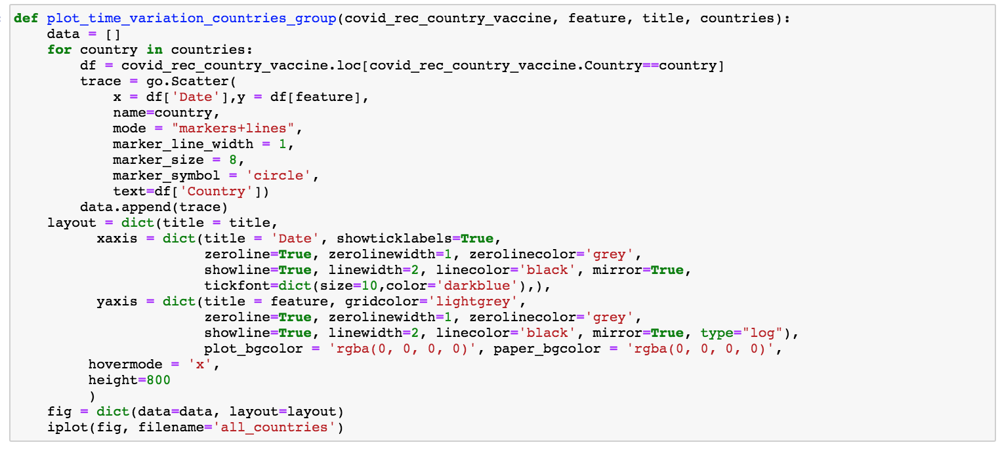 def plot_time_variation_countries_group(covid_rec_country_vaccine, feature, title, countries):
    data = []
    for country in countries:
        df = covid_rec_country_vaccine.loc[covid_rec_country_vaccine.Country==country]
        trace = go.Scatter(
            x = df['Date'],y = df[feature],
            name=country,
            mode = "markers+lines",
            marker_line_width = 1,
            marker_size = 8,
            marker_symbol = 'circle',
            text=df['Country'])
        data.append(trace)
    layout = dict(title = title,
          xaxis = dict(title = 'Date', showticklabels=True,
                       zeroline=True, zerolinewidth=1, zerolinecolor='grey',
                       showline=True, linewidth=2, linecolor='black', mirror=True,
                       tickfont=dict(size=10,color='darkblue'),),
          yaxis = dict(title = feature, gridcolor='lightgrey',
                       zeroline=True, zerolinewidth=1, zerolinecolor='grey',
                       showline=True, linewidth=2, linecolor='black', mirror=True, type="log"),
                       plot_bgcolor = 'rgba(0, 0, 0, 0)', paper_bgcolor = 'rgba(0, 0, 0, 0)',
         hovermode = 'x',
         height=800
         )
    fig = dict(data=data, layout=layout)
    iplot(fig, filename='all_countries')